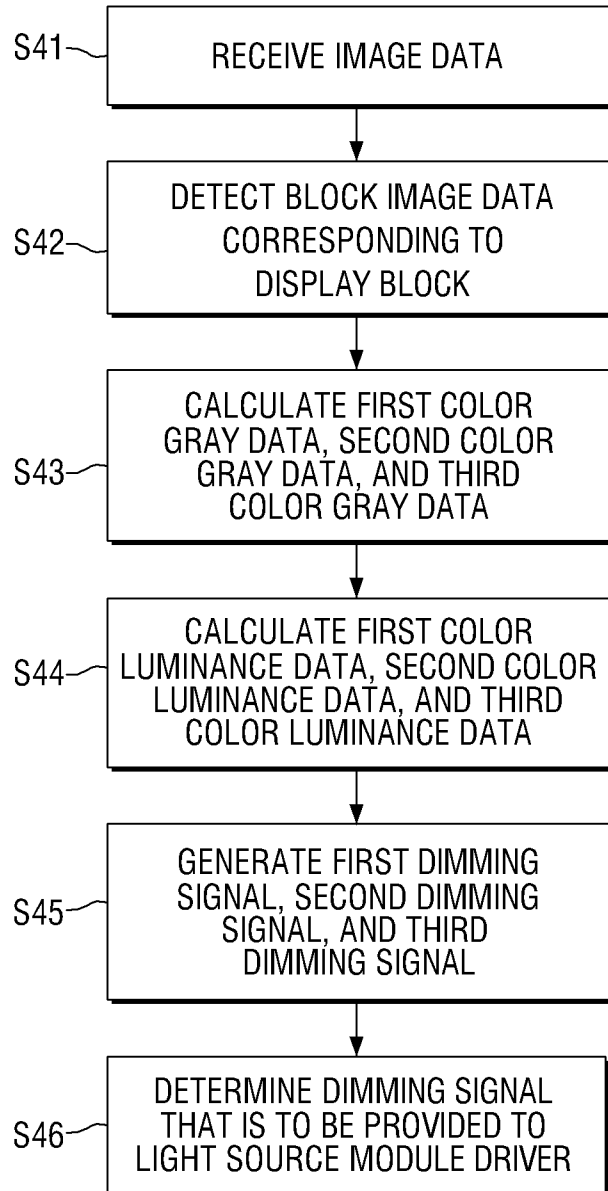 S41
RECEIVE IMAGE DATA
S42
DETECT BLOCK IMAGE DATA
CORRESPONDING TO
DISPLAY BLOCK
S43
CALCULATE FIRST COLOR
GRAY DATA, SECOND COLOR
GRAY DATA, AND THIRD
COLOR GRAY DATA
S44
CALCULATE FIRST COLOR
LUMINANCE DATA, SECOND COLOR
LUMINANCE DATA, AND THIRD
COLOR LUMINANCE DATA
S45
GENERATE FIRST DIMMING
SIGNAL, SECOND DIMMING
SIGNAL, AND THIRD
DIMMING SIGNAL
S46
DETERMINE DIMMING SIGNAL
THAT IS TO BE PROVIDED TO
LIGHT SOURCE MODULE DRIVER